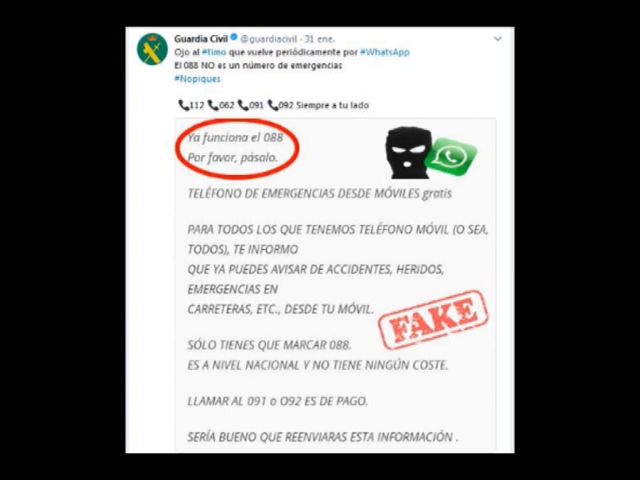 Guardia Civil @guardiacivil · 31 ene.
Ojo al #timo que vuelve periódicamente por #WhatsApp
El 088 NO es un número de emergencias
#Nopiques
112 062 091 092 Siempre a tu lado
Ya funciona el 088
Por favor, pásalo.
TELÉFONO DE EMERGENCIAS DESDE MÓVILES gratis
PARA TODOS LOS QUE TENEMOS TELÉFONO MÓVIL (O SEA,
TODOS), TE INFORMO
QUE YA PUEDES AVISAR DE ACCIDENTES, HERIDOS,
EMERGENCIAS EN
CARRETERAS, ETC., DESDE TU MÓVIL.
FAKE
SÓLO TIENES QUE MARCAR 088.
ES A NIVEL NACIONAL Y NO TIENE NINGÚN COSTE.
LLAMAR AL 091 o O92 ES DE PAGO.
SERÍA BUENO QUE REENVIARAS ESTA INFORMACIÓN .